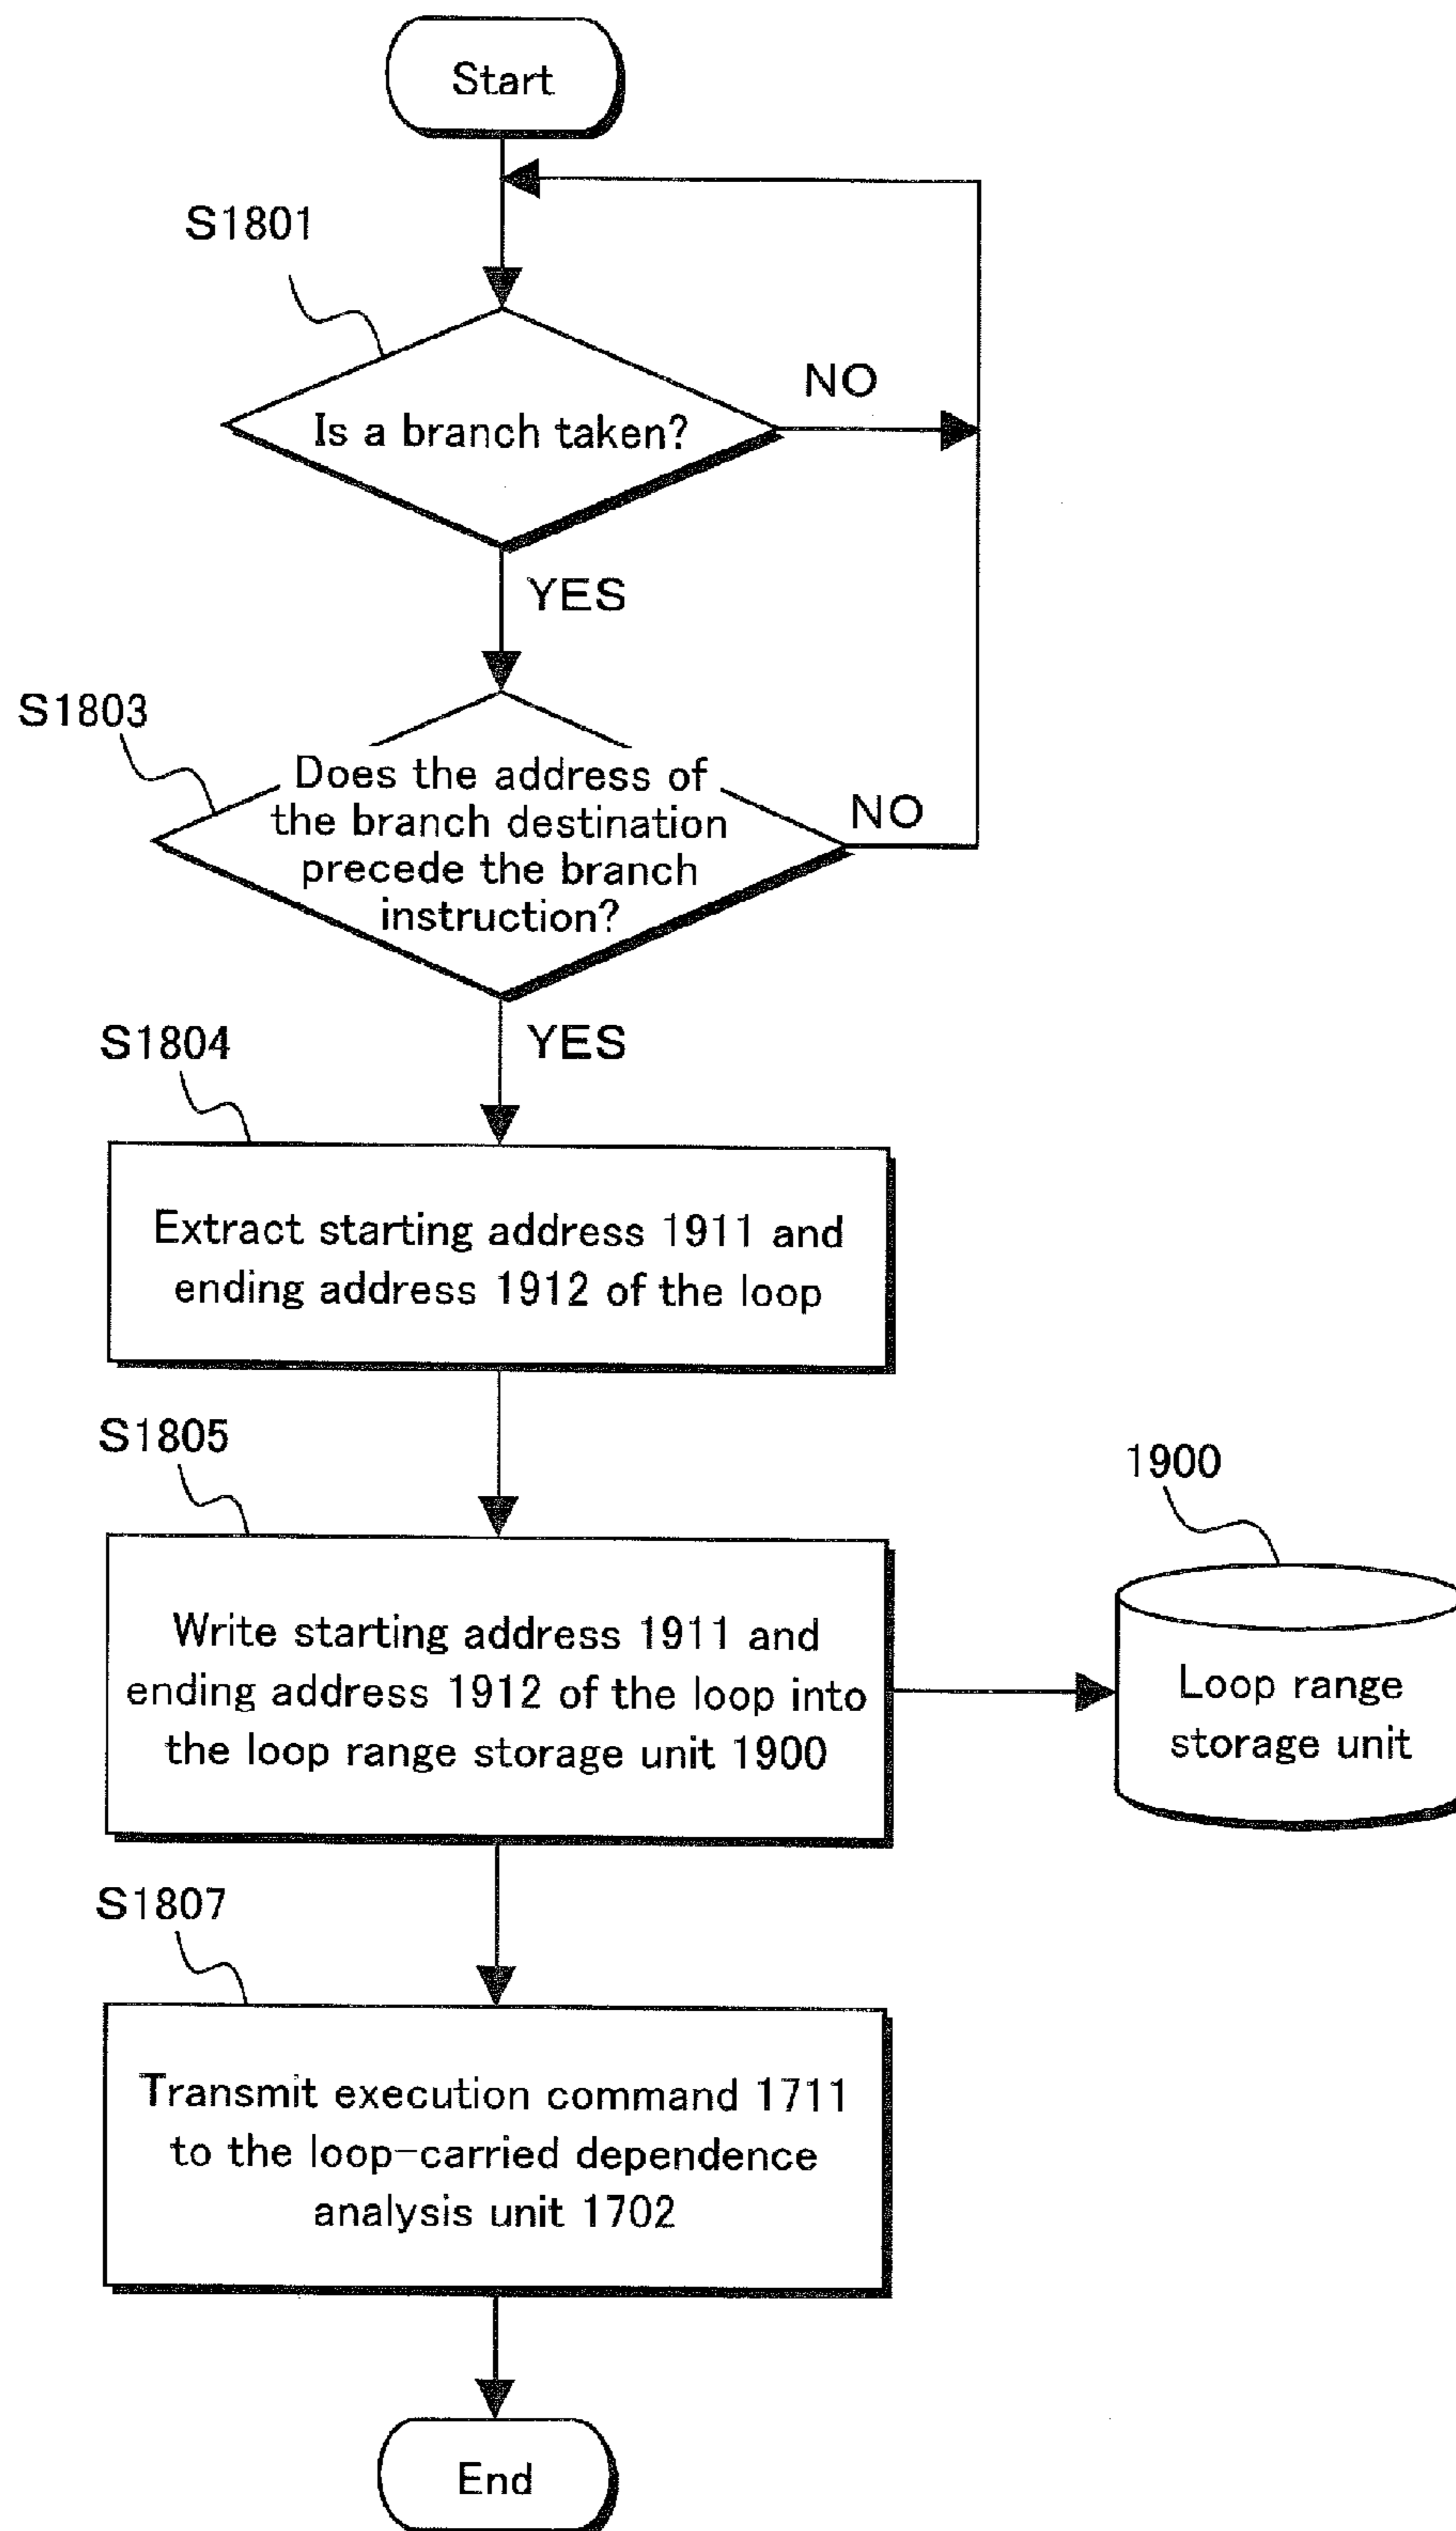 Start
S1801
Is a branch taken?
NO
YES
S1803
Does the address of
the branch destination
precede the branch
instruction?
NO
YES
S1804
Extract starting address 1911 and
ending address 1912 of the loop
S1805
Write starting address 1911 and
ending address 1912 of the loop into
the loop range storage unit 1900
1900
Loop range
storage unit
S1807
Transmit execution command 1711
to the loop-carried dependence
analysis unit 1702
End